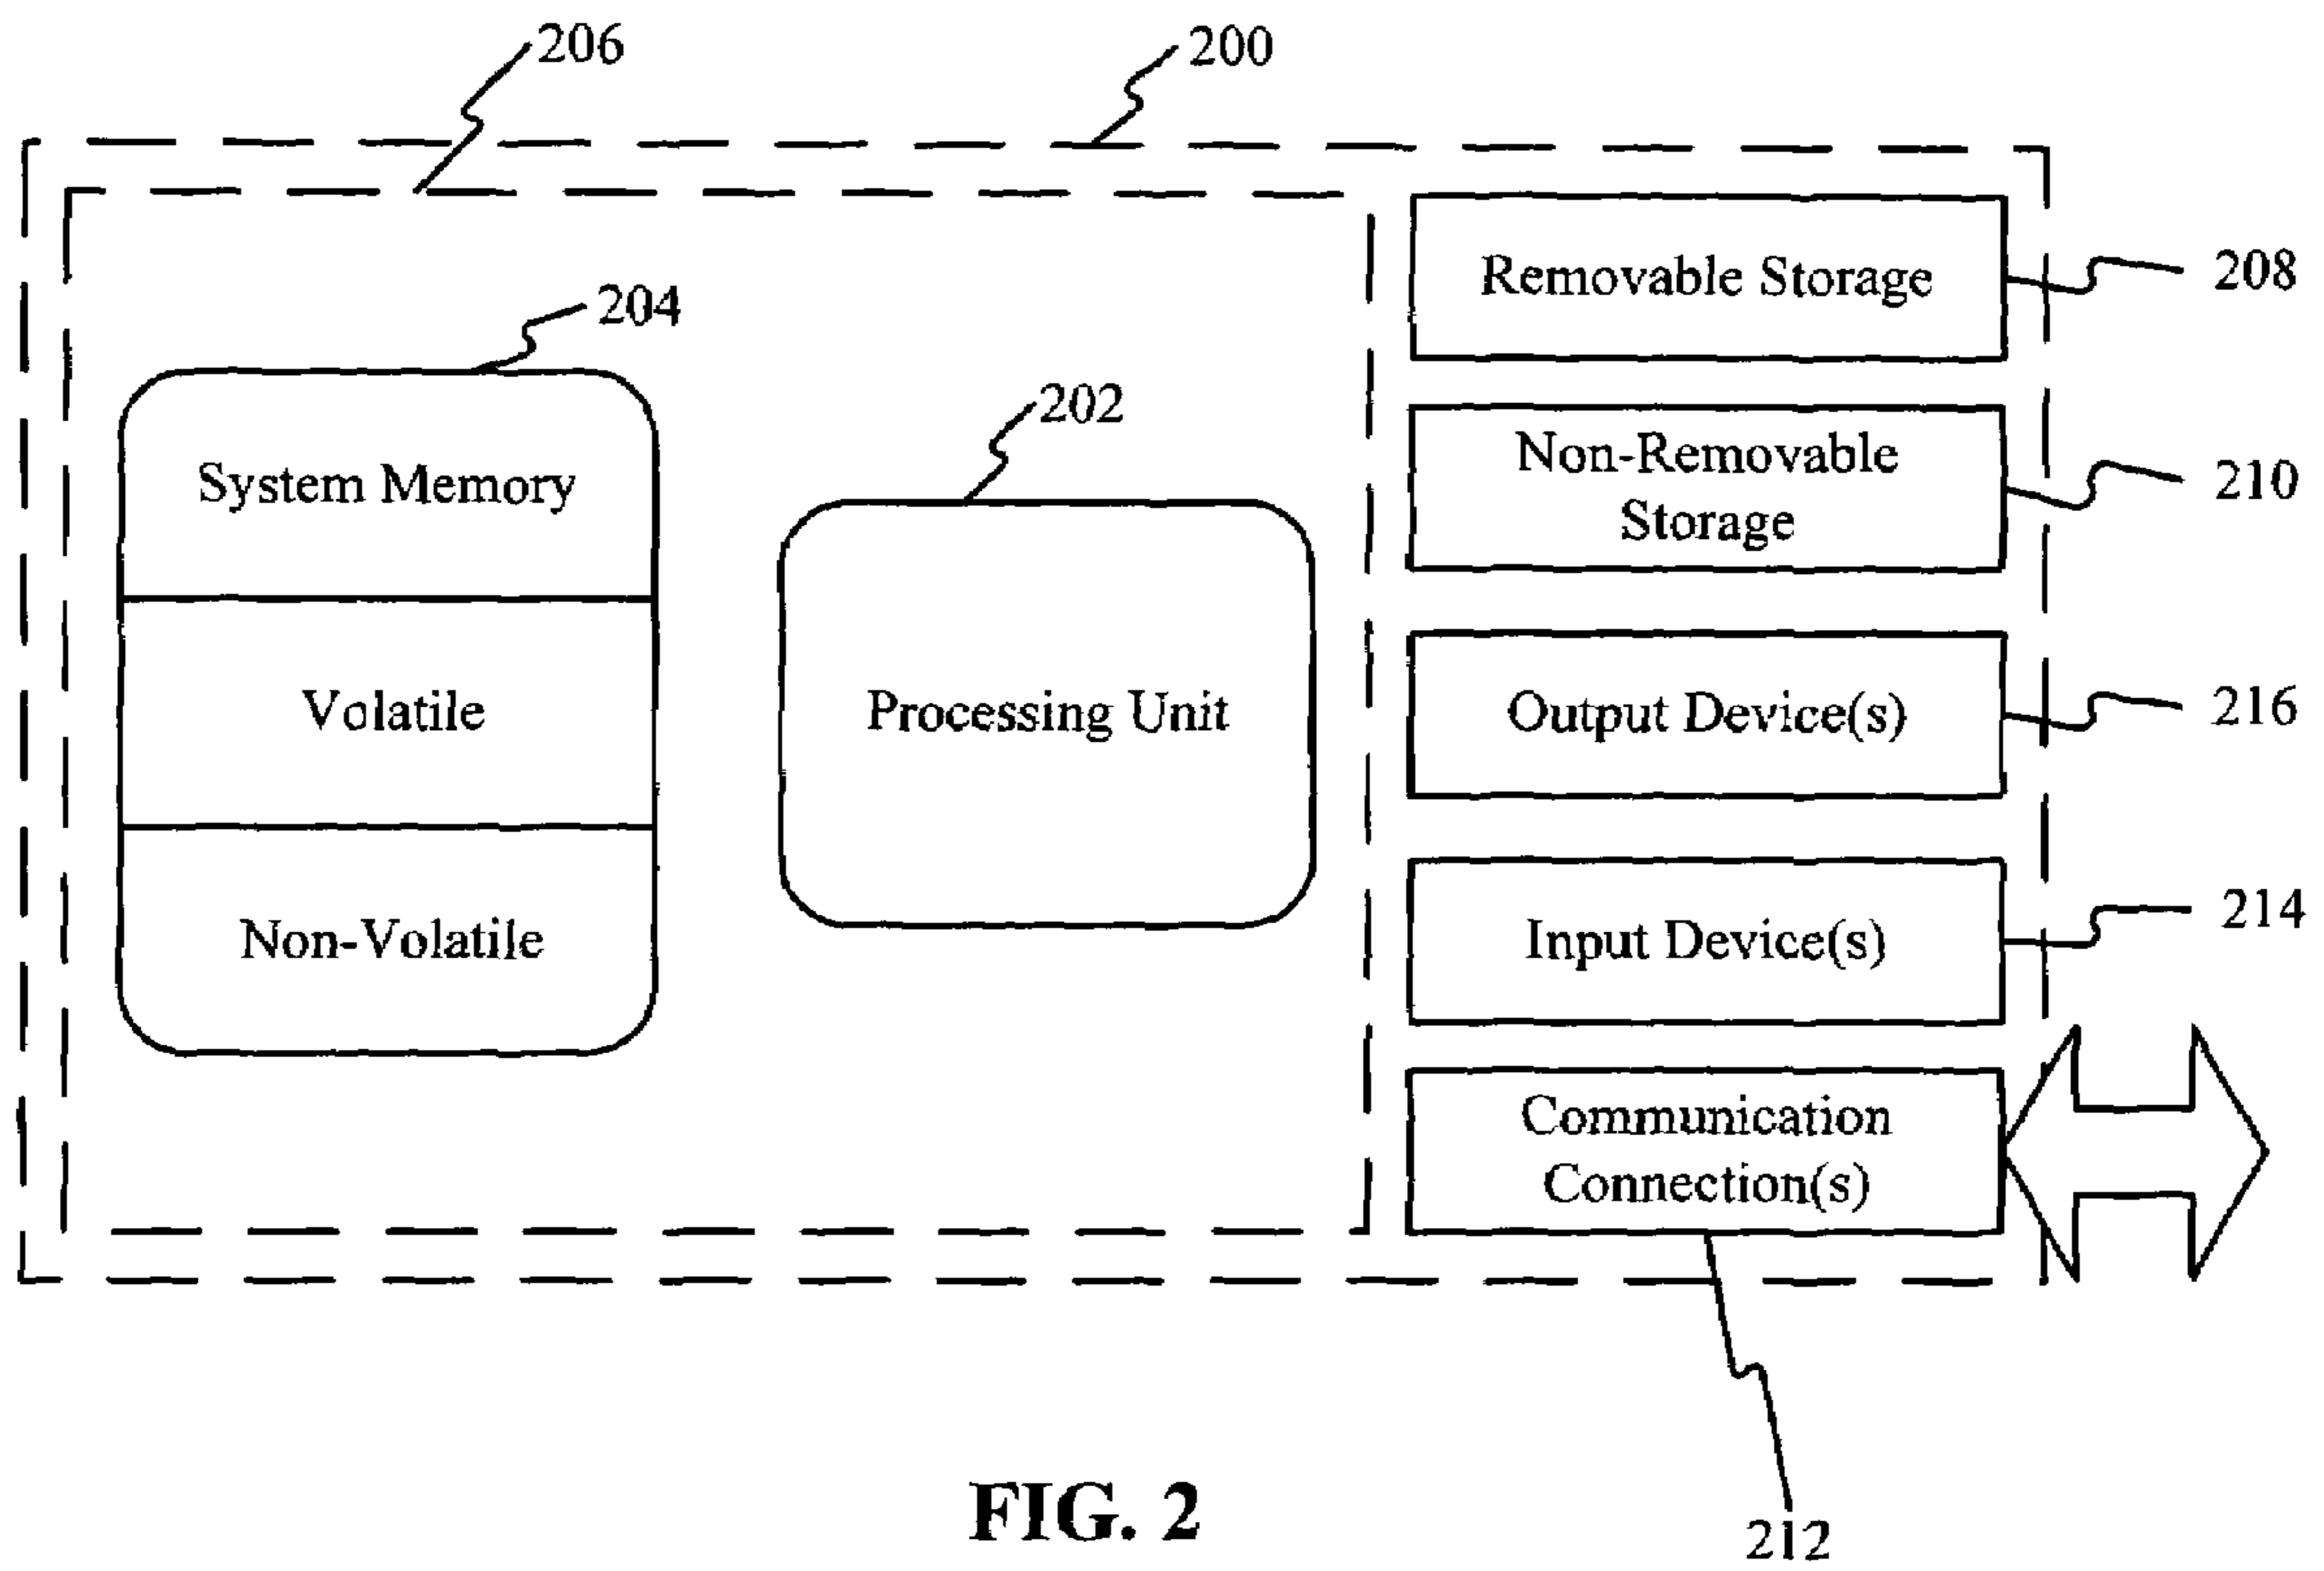 206
200
Removable Storage
208
204
202
System Memory
Non-Removable
Storage
210
Volatile
Processing Unit
Output Device(s)
216
Non-Volatile
Input Device(s)
214
Communication
Connection(s)
FIG. 2
212